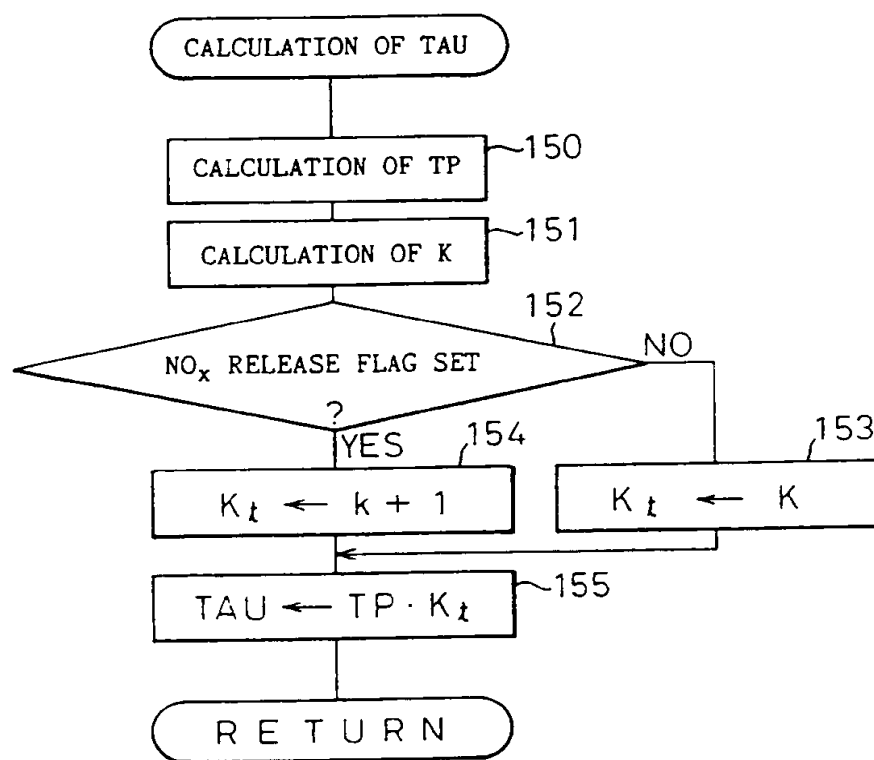 CALCULATION OF TAU
CALCULATION OF TP
150
CALCULATION OF K
151
152
NOx RELEASE FLAG SET
?
NO
YES
154
Kt ← k + 1
153
Kt ← K
TAU ← TP · Kt
155
RETURN